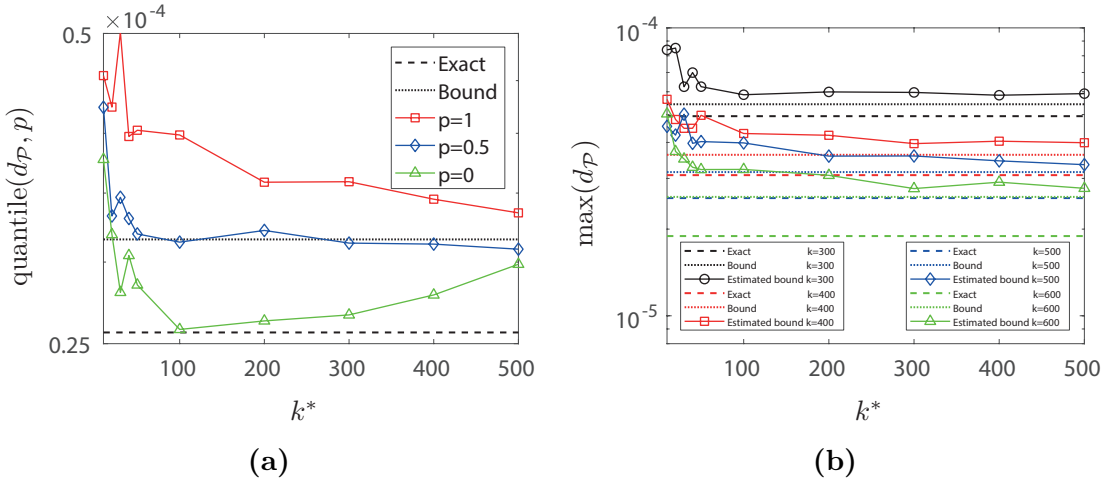 ×10⁻⁴
0.5
0.25
quantile(d_𝒫, p)
Exact
Bound
p=1
p=0.5
p=0
100 200 300 400 500
k*
(a)
10⁻⁴
10⁻⁵
max(d_𝒫)
Exact k=300
Bound k=300
Estimated bound k=300
Exact k=400
Bound k=400
Estimated bound k=400
Exact k=500
Bound k=500
Estimated bound k=500
Exact k=600
Bound k=600
Estimated bound k=600
100 200 300 400 500
k*
(b)